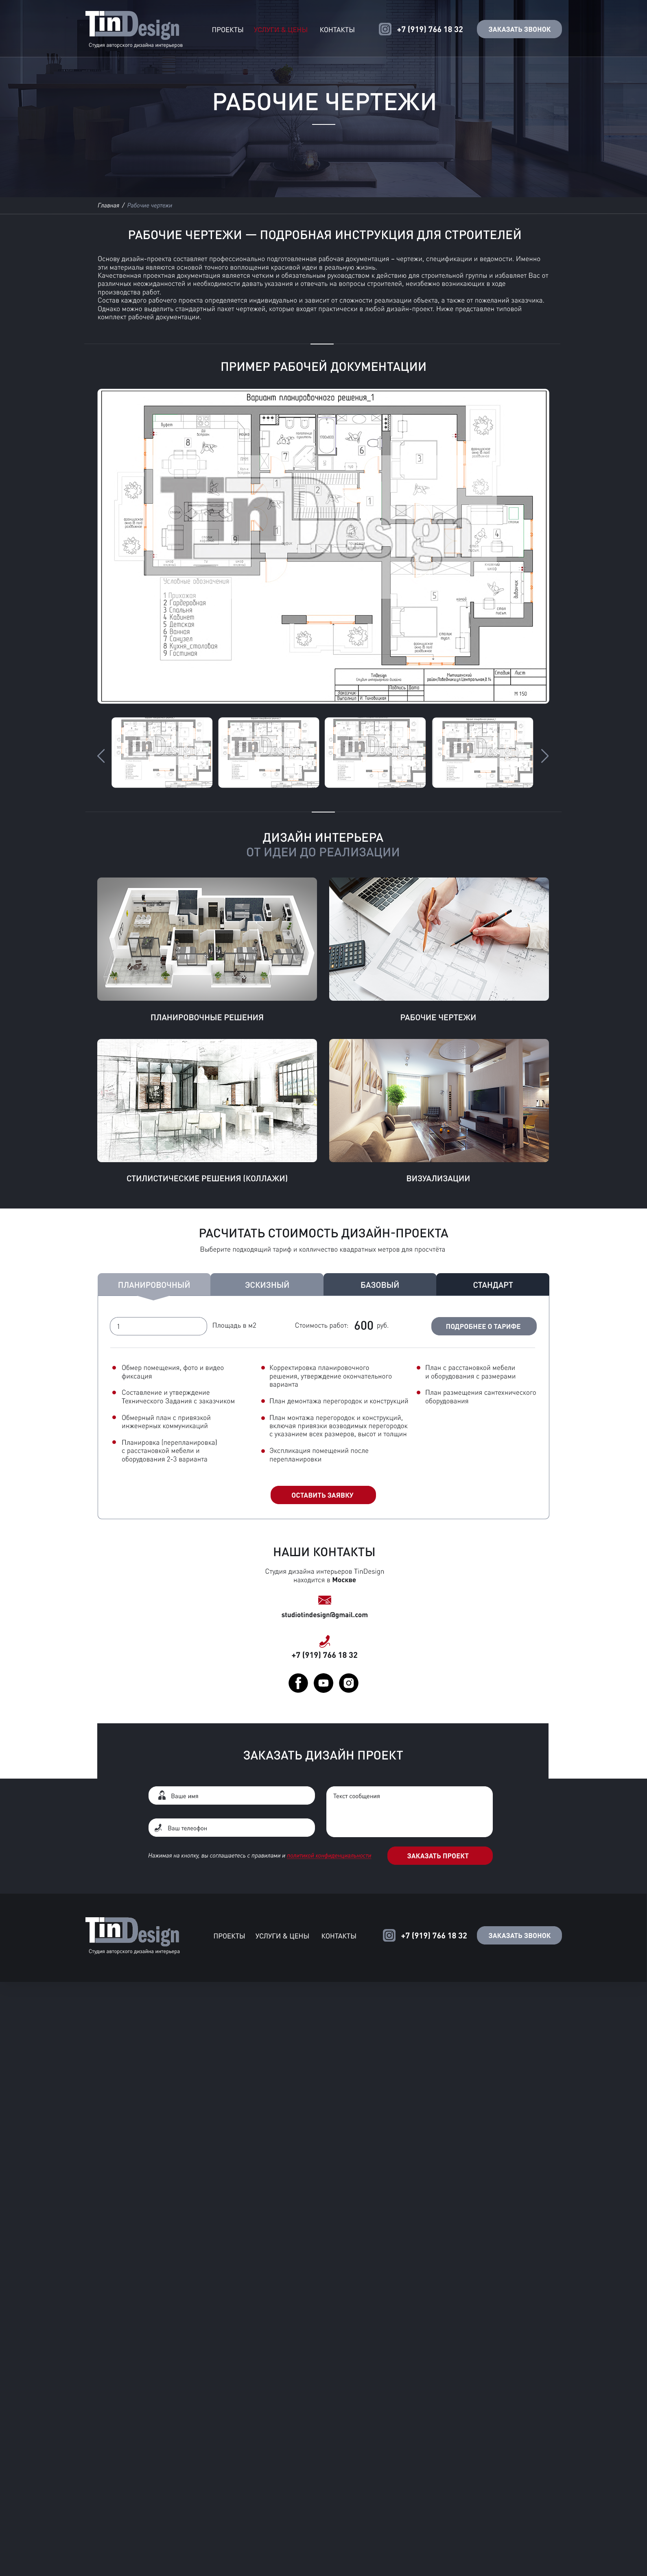 TinDesign
Студия авторского дизайна интерьеров
ПРОЕКТЫ
УСЛУГИ & ЦЕНЫ
КОНТАКТЫ
+7 (919) 766 18 32
ЗАКАЗАТЬ ЗВОНОК
РАБОЧИЕ ЧЕРТЕЖИ
Главная / Рабочие чертежи
РАБОЧИЕ ЧЕРТЕЖИ — ПОДРОБНАЯ ИНСТРУКЦИЯ ДЛЯ СТРОИТЕЛЕЙ
Основу дизайн-проекта составляет профессионально подготовленная рабочая документация – чертежи, спецификации и ведомости. Именно
эти материалы являются основой точного воплощения красивой идеи в реальную жизнь.
Качественная проектная документация является четким и обязательным руководством к действию для строительной группы и избавляет Вас от
различных неожиданностей и необходимости давать указания и отвечать на вопросы строителей, неизбежно возникающих в ходе
производства работ.
Состав каждого рабочего проекта определяется индивидуально и зависит от сложности реализации объекта, а также от пожеланий заказчика.
Однако можно выделить стандартный пакет чертежей, которые входят практически в любой дизайн-проект. Ниже представлен типовой
комплект рабочей документации.
ПРИМЕР РАБОЧЕЙ ДОКУМЕНТАЦИИ
Вариант планировочного решения_1
TinDesign
Условные обозначения
1 Прихожая
2 Гардеробная
3 Спальня
4 Кабинет
5 Детская
6 Ванная
7 Санузел
8 Кухня_столовая
9 Гостиная
М 1:50
ДИЗАЙН ИНТЕРЬЕРА
ОТ ИДЕИ ДО РЕАЛИЗАЦИИ
ПЛАНИРОВОЧНЫЕ РЕШЕНИЯ
РАБОЧИЕ ЧЕРТЕЖИ
СТИЛИСТИЧЕСКИЕ РЕШЕНИЯ (КОЛЛАЖИ)
ВИЗУАЛИЗАЦИИ
РАСЧИТАТЬ СТОИМОСТЬ ДИЗАЙН-ПРОЕКТА
Выберите подходящий тариф и колличество квадратных метров для просчтёта
ПЛАНИРОВОЧНЫЙ
ЭСКИЗНЫЙ
БАЗОВЫЙ
СТАНДАРТ
1
Площадь в м2
Стоимость работ: 600 руб.
ПОДРОБНЕЕ О ТАРИФЕ
Обмер помещения, фото и видео
фиксация
Составление и утверждение
Технического Задания с заказчиком
Обмерный план с привязкой
инженерных коммуникаций
Планировка (перепланировка)
с расстановкой мебели и
оборудования 2-3 варианта
Корректировка планировочного
решения, утверждение окончательного
варианта
План демонтажа перегородок и конструкций
План монтажа перегородок и конструкций,
включая привязки возводимых перегородок
с указанием всех размеров, высот и толщин
Экспликация помещений после
перепланировки
План с расстановкой мебели
и оборудования с размерами
План размещения сантехнического
оборудования
ОСТАВИТЬ ЗАЯВКУ
НАШИ КОНТАКТЫ
Студия дизайна интерьеров TinDesign
находится в Москве
studiotindesign@gmail.com
+7 (919) 766 18 32
ЗАКАЗАТЬ ДИЗАЙН ПРОЕКТ
Ваше имя
Ваш телеофон
Текст сообщения
Нажимая на кнопку, вы соглашаетесь с правилами и политикой конфиденциальности
ЗАКАЗАТЬ ПРОЕКТ
TinDesign
Студия авторского дизайна интерьера
ПРОЕКТЫ
УСЛУГИ & ЦЕНЫ
КОНТАКТЫ
+7 (919) 766 18 32
ЗАКАЗАТЬ ЗВОНОК